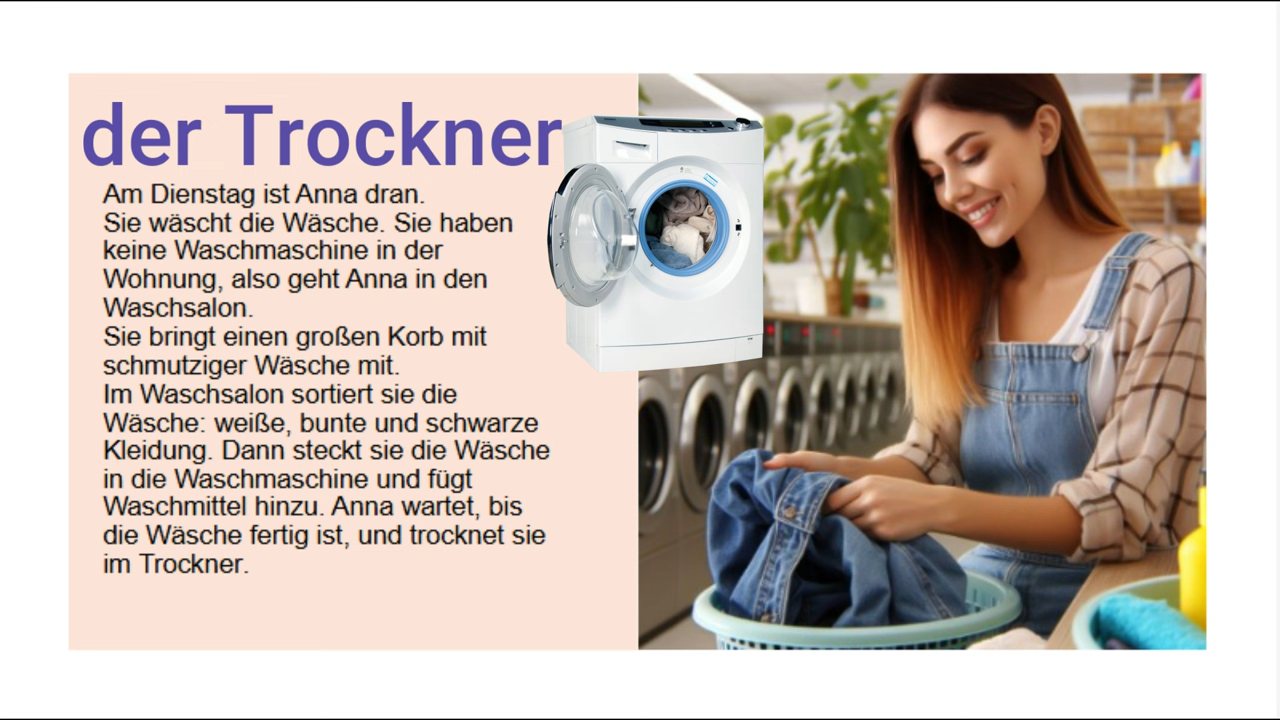 der Trockner
Am Dienstag ist Anna dran.
Sie wäscht die Wäsche. Sie haben
keine Waschmaschine in der
Wohnung, also geht Anna in den
Waschsalon.
Sie bringt einen großen Korb mit
schmutziger Wäsche mit.
Im Waschsalon sortiert sie die
Wäsche: weiße, bunte und schwarze
Kleidung. Dann steckt sie die Wäsche
in die Waschmaschine und fügt
Waschmittel hinzu. Anna wartet, bis
die Wäsche fertig ist, und trocknet sie
im Trockner.